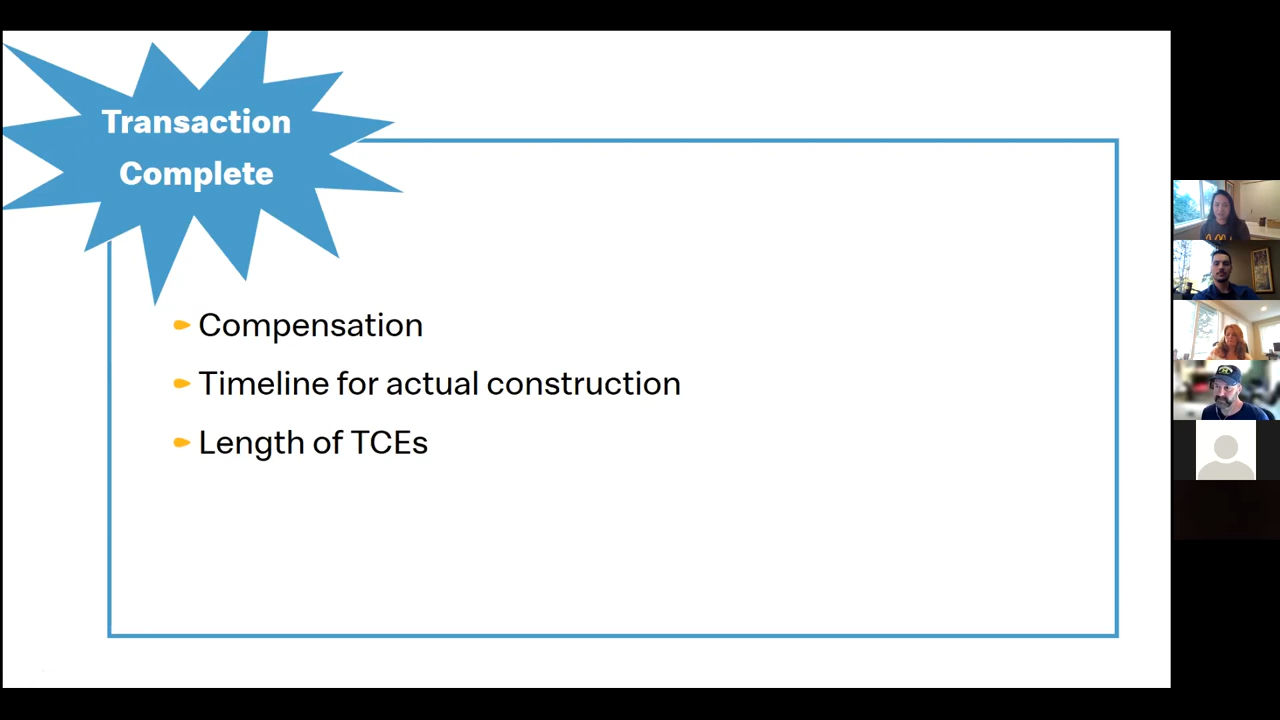 Transaction
Complete
Compensation
Timeline for actual construction
Length of TCEs